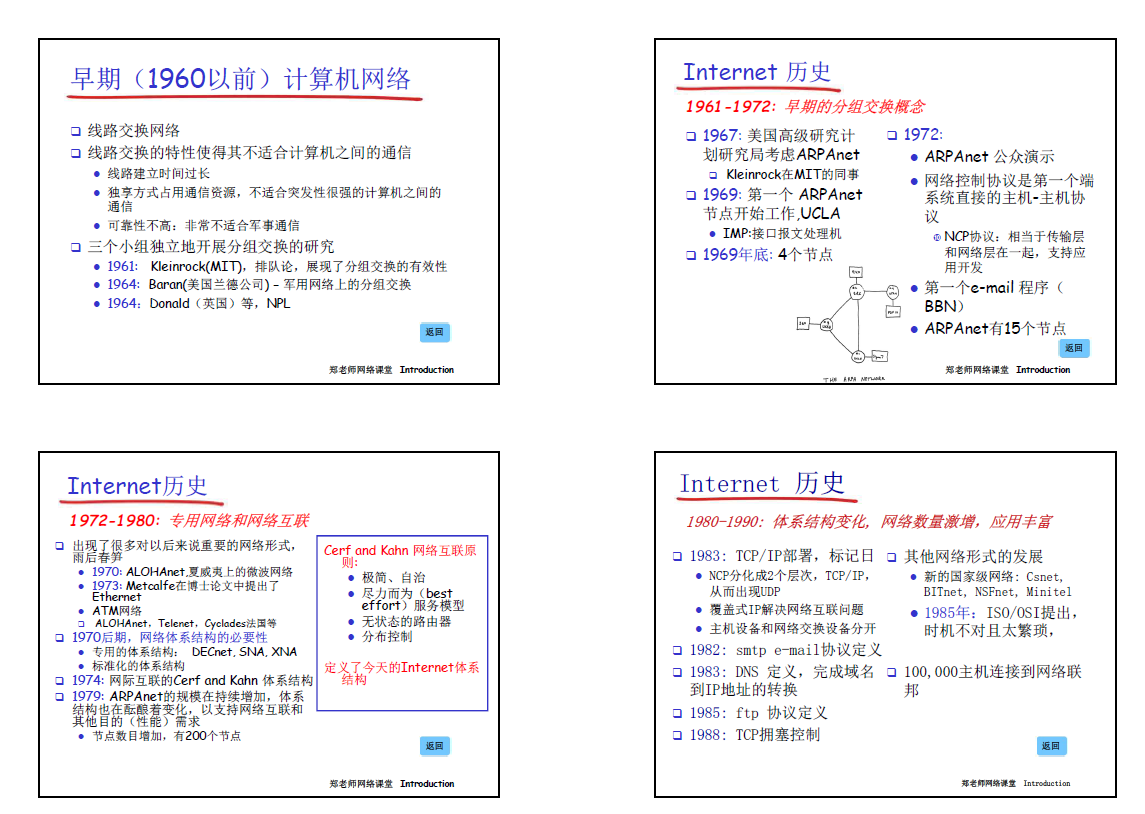 早期（1960以前）计算机网络
❏ 线路交换网络
❏ 线路交换的特性使得其不适合计算机之间的通信
• 线路建立时间过长
• 独享方式占用通信资源，不适合突发性很强的计算机之间的
通信
• 可靠性不高：非常不适合军事通信
❏ 三个小组独立地开展分组交换的研究
• 1961: Kleinrock(MIT)，排队论，展现了分组交换的有效性
• 1964: Baran(美国兰德公司) – 军用网络上的分组交换
• 1964：Donald（英国）等，NPL
返回
郑老师网络课堂 Introduction
Internet 历史
1961-1972: 早期的分组交换概念
❏ 1967: 美国高级研究计
划研究局考虑ARPAnet
❏ Kleinrock在MIT的同事
❏ 1969: 第一个 ARPAnet
节点开始工作,UCLA
• IMP:接口报文处理机
❏ 1969年底: 4个节点
THE ARPA NETWORK
❏ 1972:
• ARPAnet 公众演示
• 网络控制协议是第一个端
系统直接的主机-主机协
议
NCP协议：相当于传输层
和网络层在一起，支持应
用开发
• 第一个e-mail 程序（
BBN）
• ARPAnet有15个节点
返回
郑老师网络课堂 Introduction
Internet历史
1972-1980: 专用网络和网络互联
❏ 出现了很多对以后来说重要的网络形式，
雨后春笋
• 1970: ALOHAnet,夏威夷上的微波网络
• 1973: Metcalfe在博士论文中提出了
Ethernet
• ATM网络
❏ ALOHAnet，Telenet，Cyclades法国等
❏ 1970后期，网络体系结构的必要性
• 专用的体系结构： DECnet, SNA, XNA
• 标准化的体系结构
❏ 1974: 网际互联的Cerf and Kahn 体系结构
❏ 1979: ARPAnet的规模在持续增加，体系
结构也在酝酿着变化，以支持网络互联和
其他目的（性能）需求
• 节点数目增加，有200个节点
Cerf and Kahn 网络互联原
则:
• 极简、自治
• 尽力而为（best
effort）服务模型
• 无状态的路由器
• 分布控制
定义了今天的Internet体系
结构
返回
郑老师网络课堂 Introduction
Internet 历史
1980-1990: 体系结构变化, 网络数量激增，应用丰富
❏ 1983: TCP/IP部署，标记日
• NCP分化成2个层次，TCP/IP，
从而出现UDP
• 覆盖式IP解决网络互联问题
• 主机设备和网络交换设备分开
❏ 1982: smtp e-mail协议定义
❏ 1983: DNS 定义，完成域名
到IP地址的转换
❏ 1985: ftp 协议定义
❏ 1988: TCP拥塞控制
❏ 其他网络形式的发展
• 新的国家级网络: Csnet,
BITnet, NSFnet, Minitel
• 1985年: ISO/OSI提出，
时机不对且太繁琐，
❏ 100,000主机连接到网络联
邦
返回
郑老师网络课堂 Introduction